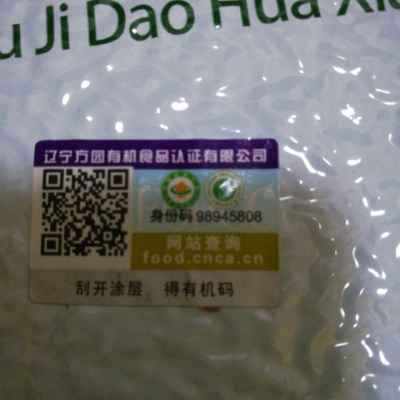 u Ji Dao Hua Xia
辽宁方园有机食品认证有限公司
身份码 98945808
网站查询
food.cnca.cn
刮开涂层 得有机码